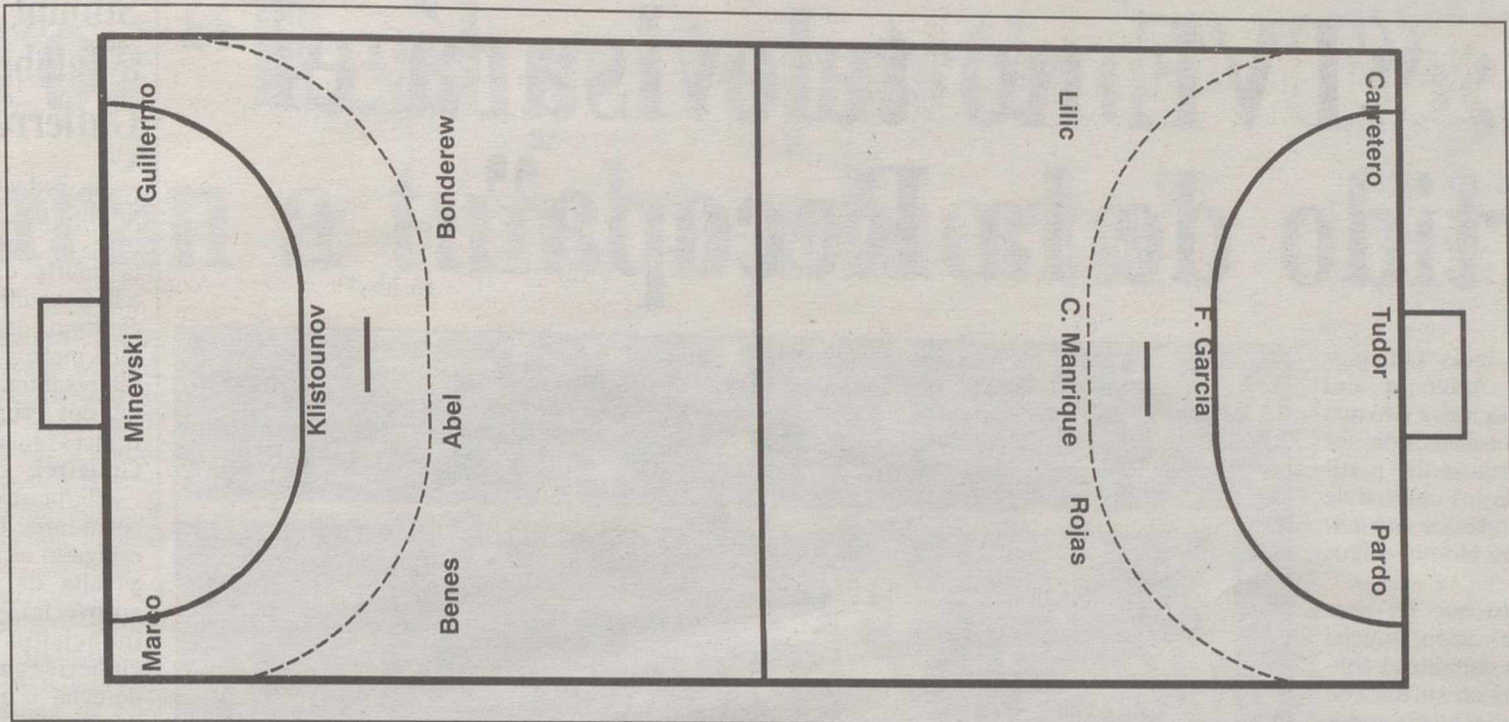 Guillermo
Bonderew
Minevski
Klistounov
Abel
Marco
Benes
Lilic
Carretero
C. Manrique
F. García
Tudor
Rojas
Pardo